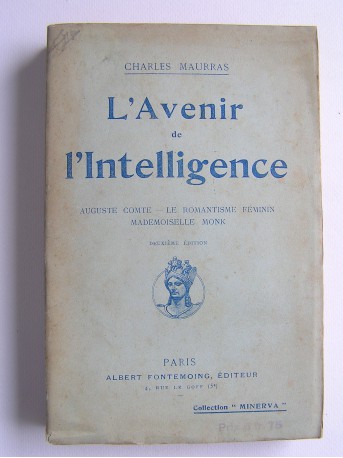 CHARLES MAURRAS
L'Avenir
de
l'Intelligence
AUGUSTE COMTE — LE ROMANTISME FÉMININ
MADEMOISELLE MONK
DEUXIÈME ÉDITION
PARIS
ALBERT FONTEMOING, ÉDITEUR
4, RUE LE GOFF (5e)
Collection " MINERVA "